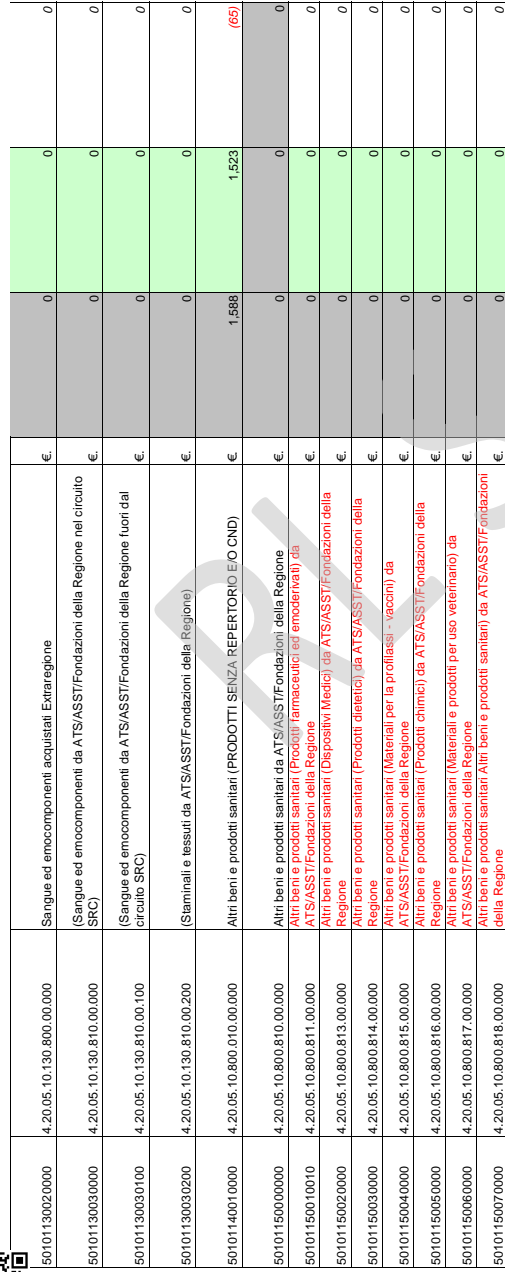 50101130020000 4.20.05.10.130.800.00.000 Sangue ed emocomponenti acquistati Extraregione €. 0 0 0
50101130030000 4.20.05.10.130.810.00.000 (Sangue ed emocomponenti da ATS/ASST/Fondazioni della Regione nel circuito
SRC) €. 0 0 0
50101130030100 4.20.05.10.130.810.00.100 (Sangue ed emocomponenti da ATS/ASST/Fondazioni della Regione fuori dal
circuito SRC) €. 0 0 0
50101130030200 4.20.05.10.130.810.00.200 (Staminali e tessuti da ATS/ASST/Fondazioni della Regione) €. 0 0 0
50101140010000 4.20.05.10.800.010.00.000 Altri beni e prodotti sanitari (PRODOTTI SENZA REPERTORIO E/O CND) €. 1,588 1,523 (65)
50101150000000 4.20.05.10.800.810.00.000 Altri beni e prodotti sanitari da ATS/ASST/Fondazioni della Regione €. 0 0 0
50101150010010 4.20.05.10.800.811.00.000 Altri beni e prodotti sanitari (Prodotti farmaceutici ed emoderivati) da
ATS/ASST/Fondazioni della Regione €. 0 0 0
50101150020000 4.20.05.10.800.813.00.000 Altri beni e prodotti sanitari (Dispositivi Medici) da ATS/ASST/Fondazioni della
Regione €. 0 0 0
50101150030000 4.20.05.10.800.814.00.000 Altri beni e prodotti sanitari (Prodotti dietetici) da ATS/ASST/Fondazioni della
Regione €. 0 0 0
50101150040000 4.20.05.10.800.815.00.000 Altri beni e prodotti sanitari (Materiali per la profilassi - vaccini) da
ATS/ASST/Fondazioni della Regione €. 0 0 0
50101150050000 4.20.05.10.800.816.00.000 Altri beni e prodotti sanitari (Prodotti chimici) da ATS/ASST/Fondazioni della
Regione €. 0 0 0
50101150060000 4.20.05.10.800.817.00.000 Altri beni e prodotti sanitari (Materiali e prodotti per uso veterinario) da
ATS/ASST/Fondazioni della Regione €. 0 0 0
50101150070000 4.20.05.10.800.818.00.000 Altri beni e prodotti sanitari Altri beni e prodotti sanitari) da ATS/ASST/Fondazioni
della Regione €. 0 0 0
RL S